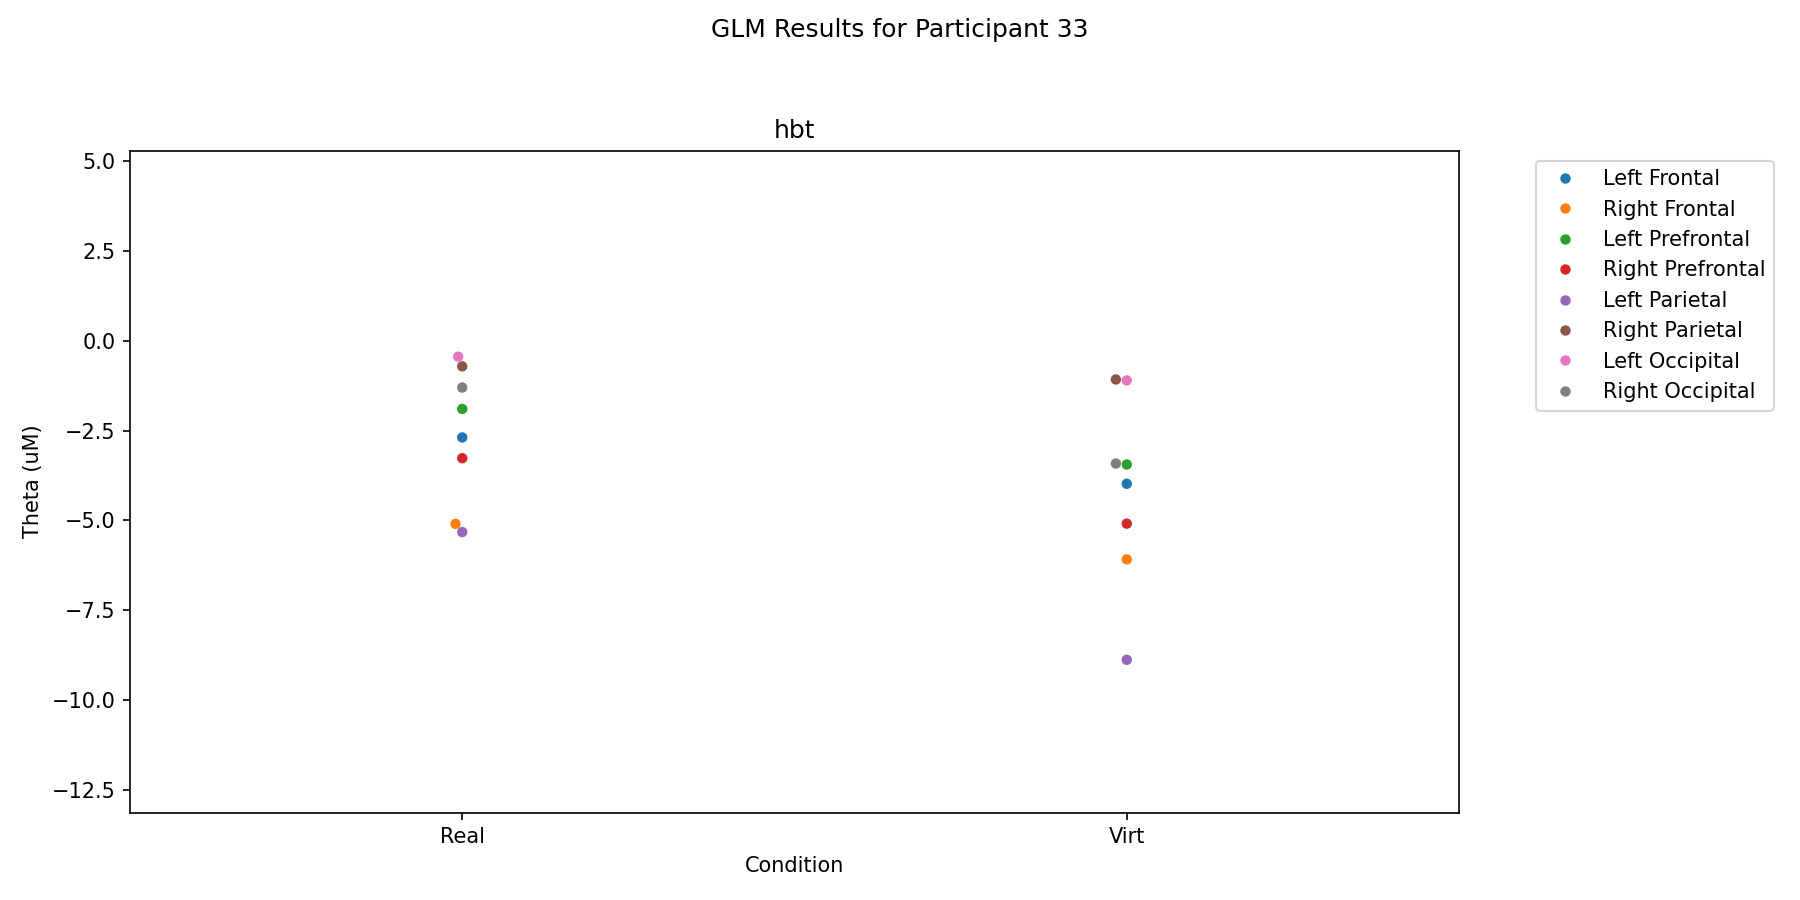 GLM Results for Participant 33
hbt
5.0
2.5
0.0
−2.5
−5.0
−7.5
−10.0
−12.5
Theta (uM)
Real
Virt
Condition
Left Frontal
Right Frontal
Left Prefrontal
Right Prefrontal
Left Parietal
Right Parietal
Left Occipital
Right Occipital